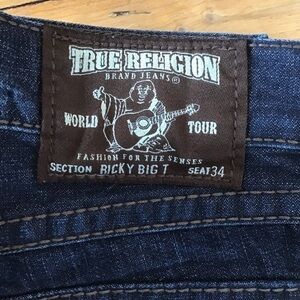 TRUE RELIGION
BRAND JEANS ®
WORLD TOUR
FASHION FOR THE SENSES
SECTION RICKY BIG T SEAT 34